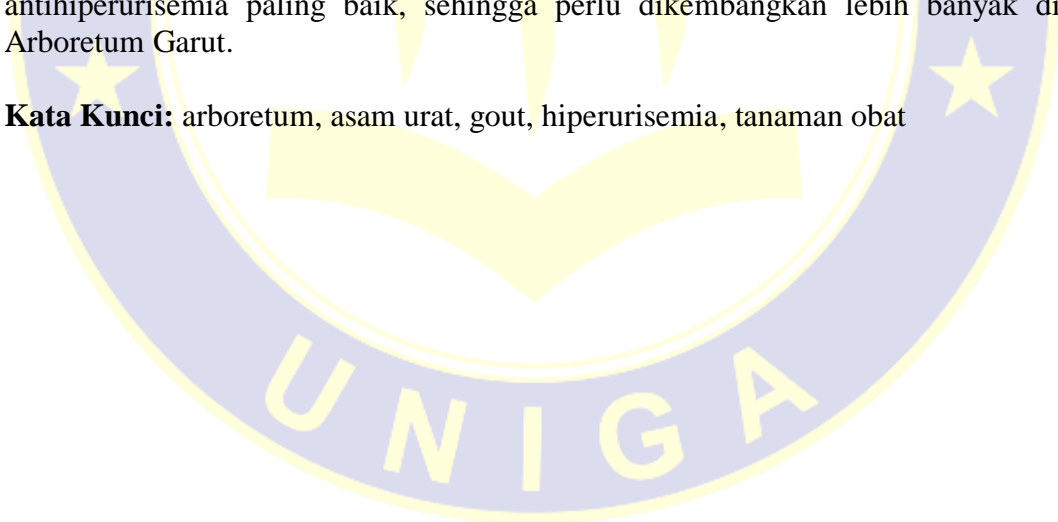 antihiperurisemia paling baik, sehingga perlu dikembangkan lebih banyak di
Arboretum Garut.
Kata Kunci: arboretum, asam urat, gout, hiperurisemia, tanaman obat
UNIGA